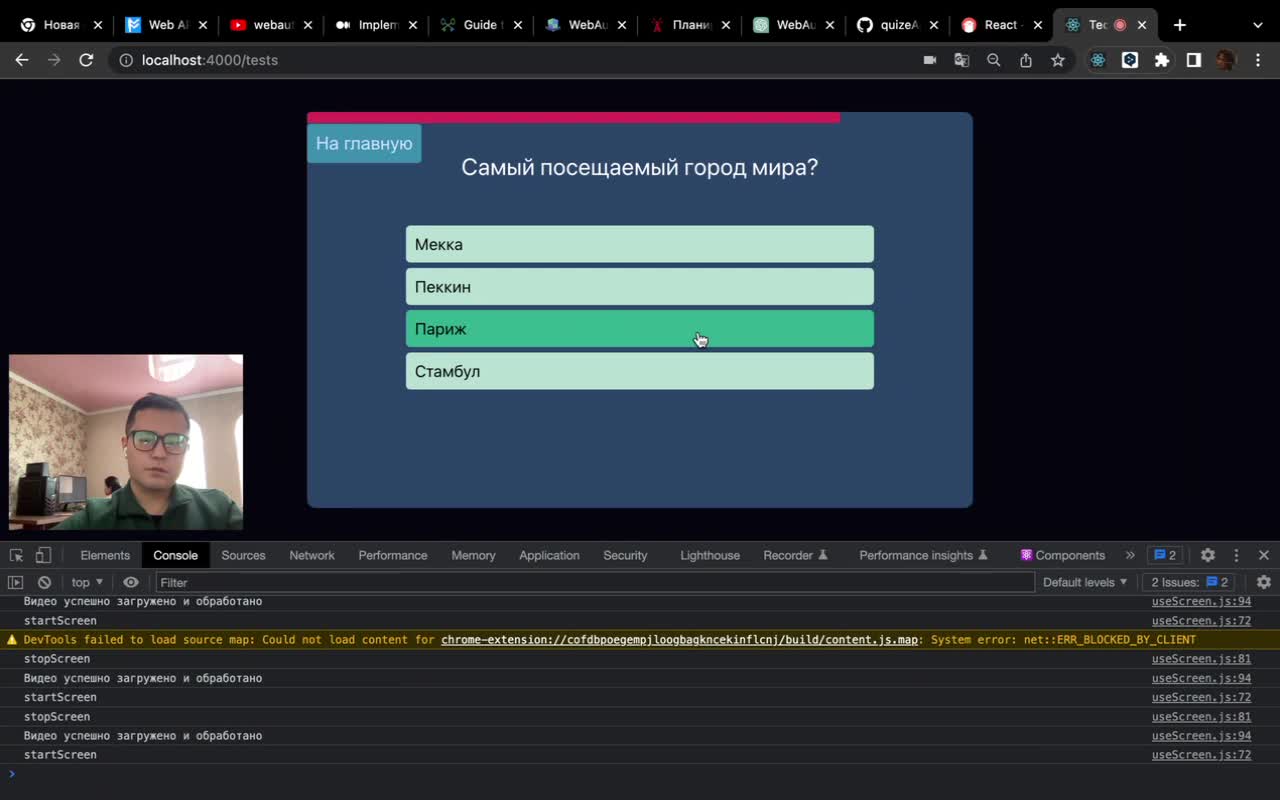 Новая
Web A
webau
Implem
Guide
WebAu
Плани
WebAu
quizeA
React
Тес
localhost:4000/tests
На главную
Самый посещаемый город мира?
Мекка
Пеккин
Париж
Стамбул
Elements Console Sources Network Performance Memory Application Security Lighthouse Recorder Performance insights Components » 2
top Filter Default levels 2 Issues: 2
Видео успешно загружено и обработано useScreen.js:94
startScreen useScreen.js:72
DevTools failed to load source map: Could not load content for chrome-extension://cofdbpoegempjloogbagkncekinflcnj/build/content.js.map: System error: net::ERR_BLOCKED_BY_CLIENT
stopScreen useScreen.js:81
Видео успешно загружено и обработано useScreen.js:94
startScreen useScreen.js:72
stopScreen useScreen.js:81
Видео успешно загружено и обработано useScreen.js:94
startScreen useScreen.js:72